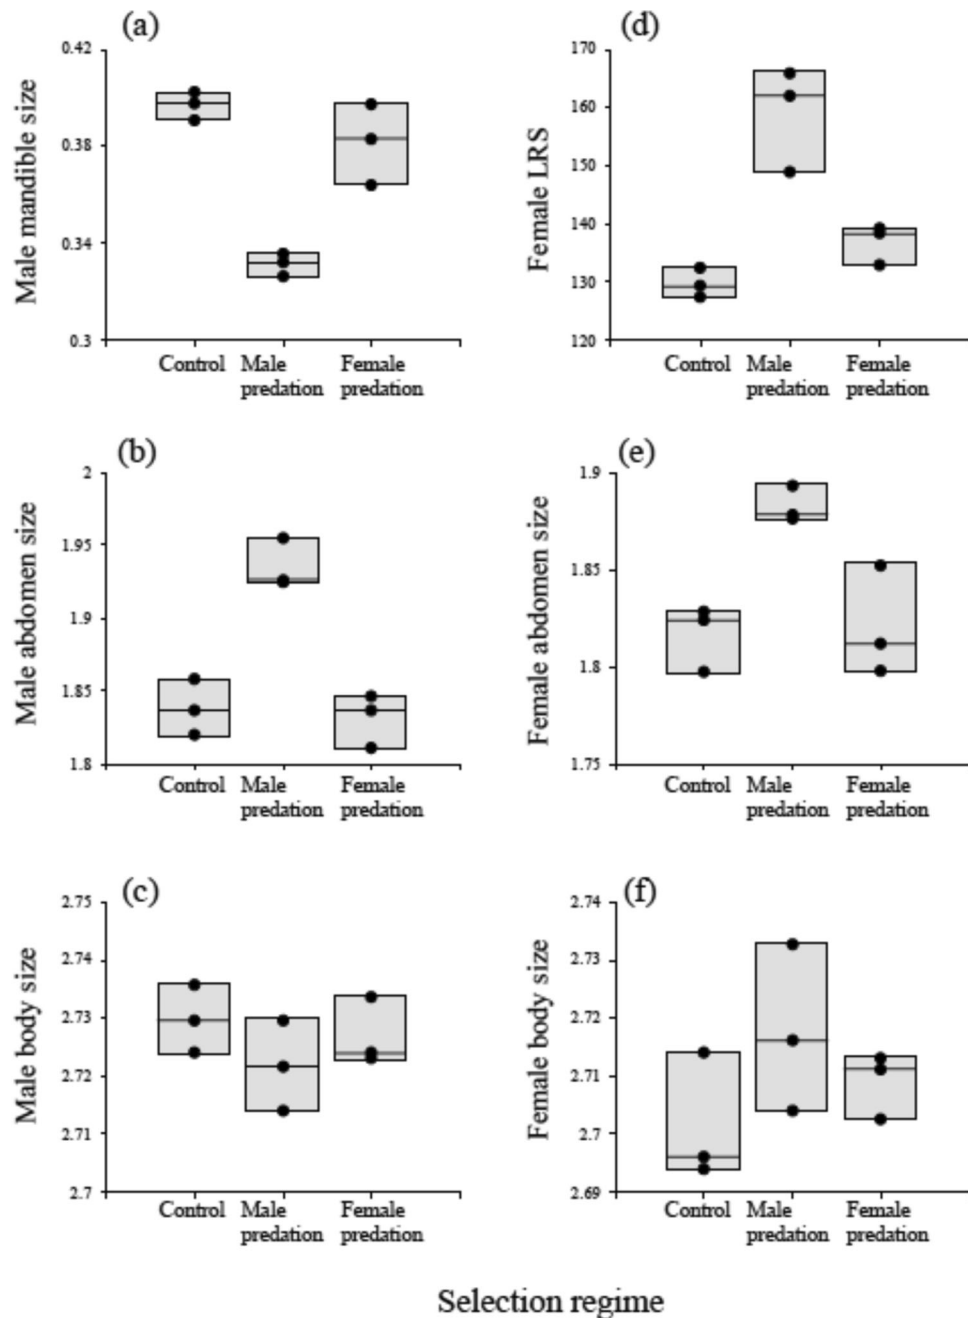 (a)
Male mandible size
0.42
0.38
0.34
0.3
Control
Male
predation
Female
predation
(d)
Female LRS
170
160
150
140
130
120
Control
Male
predation
Female
predation
(b)
Male abdomen size
2
1.95
1.9
1.85
1.8
Control
Male
predation
Female
predation
(e)
Female abdomen size
1.9
1.85
1.8
1.75
Control
Male
predation
Female
predation
(c)
Male body size
2.75
2.74
2.73
2.72
2.71
2.7
Control
Male
predation
Female
predation
(f)
Female body size
2.74
2.73
2.72
2.71
2.7
2.69
Control
Male
predation
Female
predation
Selection regime